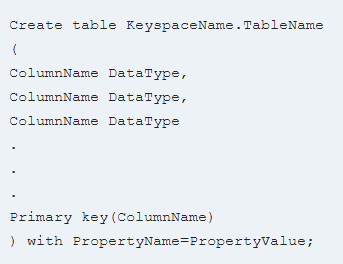 Create table KeyspaceName.TableName
(
ColumnName DataType,
ColumnName DataType,
ColumnName DataType
.
.
.
Primary key(ColumnName)
) with PropertyName=PropertyValue;